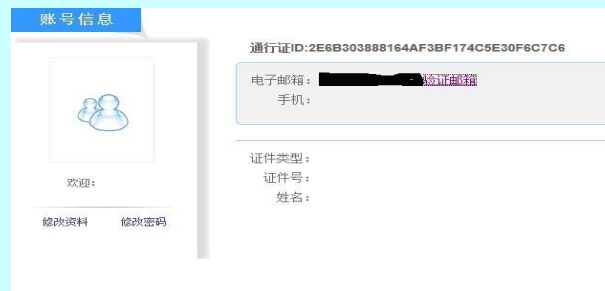 账号信息
通行证ID:2E6B303888164AF3BF174C5E30F6C7C6
电子邮箱：验证邮箱
手机：
证件类型：
证件号：
姓名：
欢迎：
修改资料 修改密码